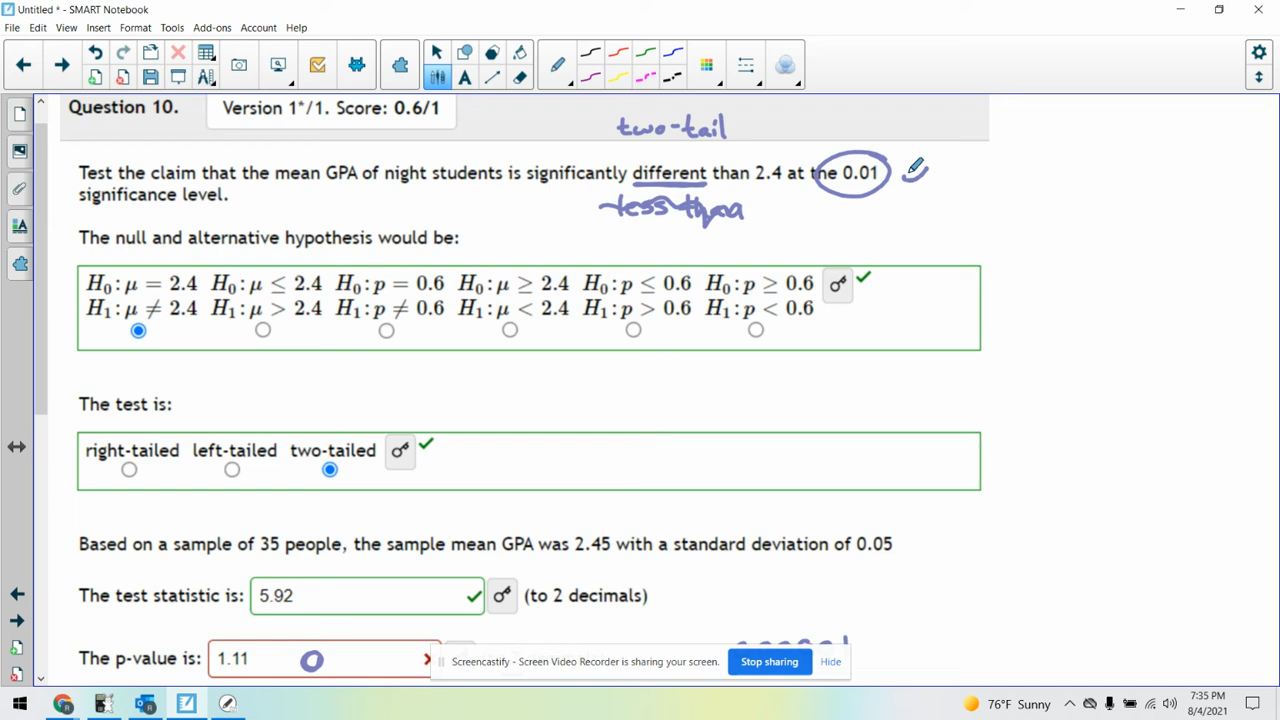 Untitled * - SMART Notebook
File Edit View Insert Format Tools Add-ons Account Help
Question 10. Version 1*/1. Score: 0.6/1
two-tail
Test the claim that the mean GPA of night students is significantly different than 2.4 at the 0.01
significance level.
less than
The null and alternative hypothesis would be:
H₀: μ = 2.4 H₀: μ ≤ 2.4 H₀: p = 0.6 H₀: μ ≥ 2.4 H₀: p ≤ 0.6 H₀: p ≥ 0.6
H₁: μ ≠ 2.4 H₁: μ > 2.4 H₁: p ≠ 0.6 H₁: μ < 2.4 H₁: p > 0.6 H₁: p < 0.6
The test is:
right-tailed left-tailed two-tailed
Based on a sample of 35 people, the sample mean GPA was 2.45 with a standard deviation of 0.05
The test statistic is: 5.92 (to 2 decimals)
The p-value is: 1.11 0
Screencastify - Screen Video Recorder is sharing your screen. Stop sharing Hide
76°F Sunny
7:35 PM
8/4/2021